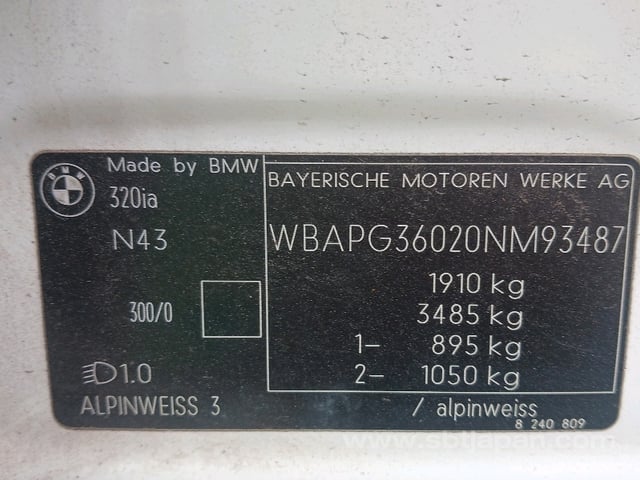 BMW
Made by BMW
320ia
N43
300/0
1.0
ALPINWEISS 3
BAYERISCHE MOTOREN WERKE AG
WBAPG36020NM93487
1910 kg
3485 kg
1– 895 kg
2– 1050 kg
/ alpinweiss
8 240 809
www.sbtjapan.com